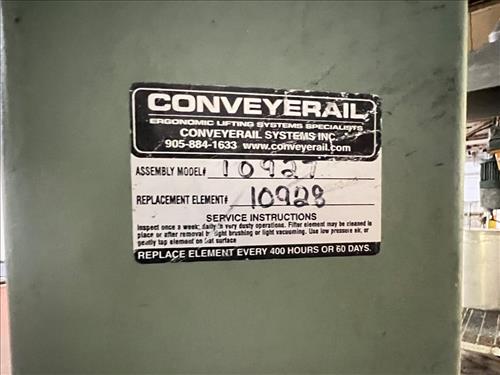 CONVEYERAIL
ERGONOMIC LIFTING SYSTEMS SPECIALISTS
CONVEYERAIL SYSTEMS INC.
905-884-1633 www.conveyerail.com
ASSEMBLY MODEL# 10927
REPLACEMENT ELEMENT# 10928
SERVICE INSTRUCTIONS
Inspect once a week, daily in very dusty operations. Filter element may be cleaned in
place or after removal by light brushing or light vacuuming. Use low pressure air, or
gently tap element on flat surface
REPLACE ELEMENT EVERY 400 HOURS OR 60 DAYS.